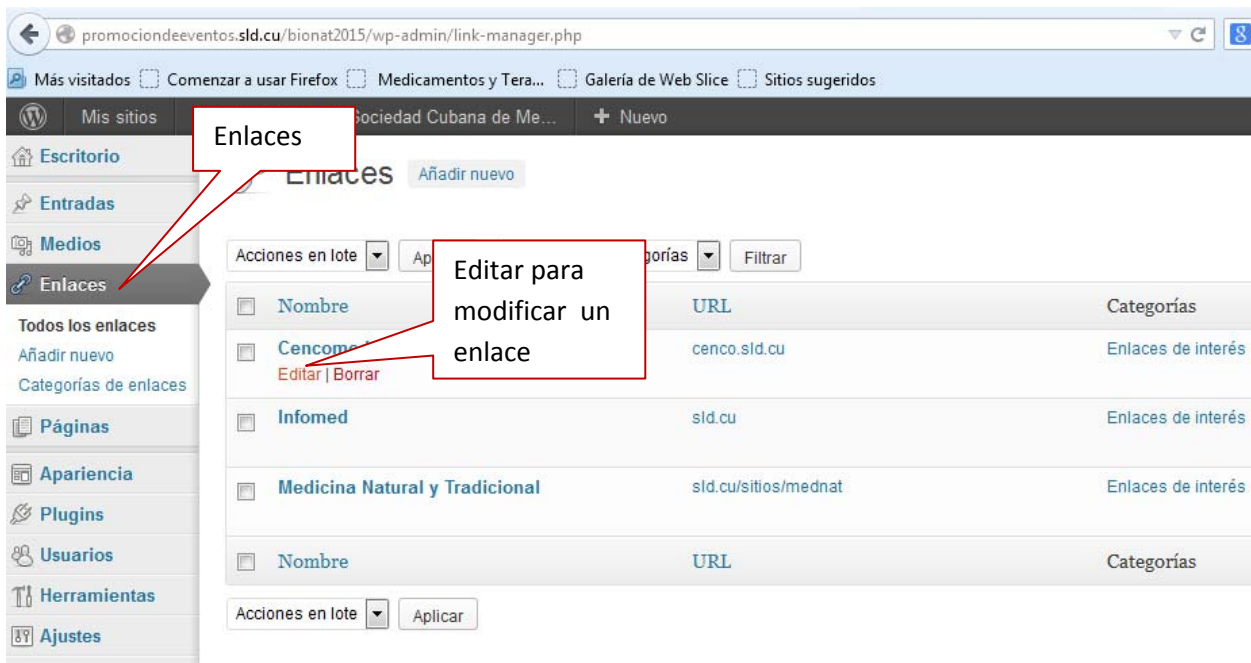 promociondeeventos.sld.cu/bionat2015/wp-admin/link-manager.php
Más visitados Comenzar a usar Firefox Medicamentos y Tera... Galería de Web Slice Sitios sugeridos
Mis sitios Sociedad Cubana de Me... + Nuevo
Enlaces
Escritorio
Enlaces Añadir nuevo
Entradas
Medios
Acciones en lote Filtrar
Editar para
modificar un
enlace
Enlaces
Nombre URL Categorías
Todos los enlaces
Añadir nuevo
Categorías de enlaces
cenco.sld.cu Enlaces de interés
Editar | Borrar
Páginas
Infomed sld.cu Enlaces de interés
Apariencia
Medicina Natural y Tradicional sld.cu/sitios/mednat Enlaces de interés
Plugins
Usuarios
Nombre URL Categorías
Herramientas
Acciones en lote Aplicar
Ajustes